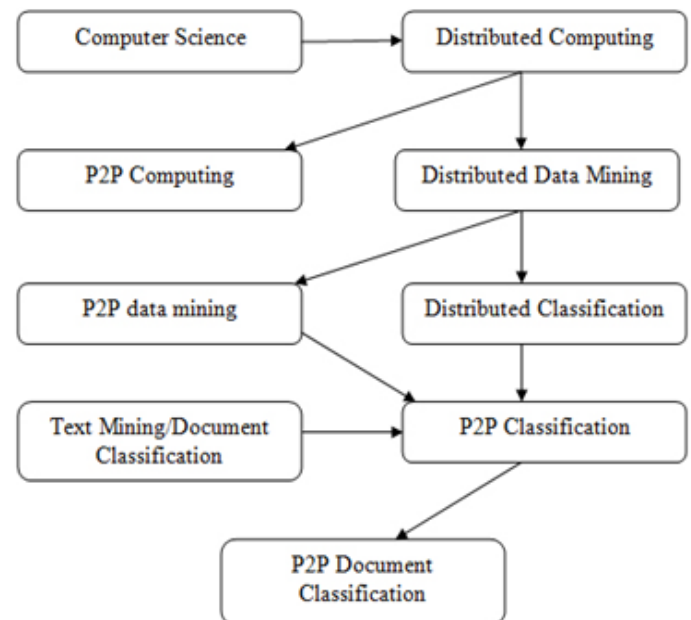 Computer Science
Distributed Computing
P2P Computing
Distributed Data Mining
P2P data mining
Distributed Classification
Text Mining/Document
Classification
P2P Classification
P2P Document
Classification